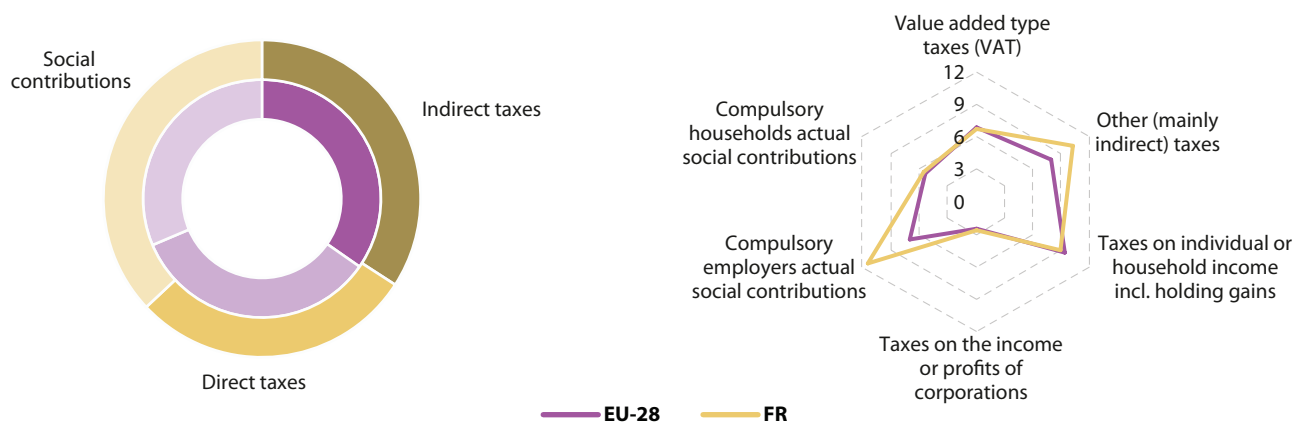 Social
contributions
Indirect taxes
Direct taxes
Value added type
taxes (VAT)
12
9
6
3
0
Other (mainly
indirect) taxes
Taxes on individual or
household income
incl. holding gains
Taxes on the income
or profits of
corporations
Compulsory
employers actual
social contributions
Compulsory
households actual
social contributions
EU-28
FR